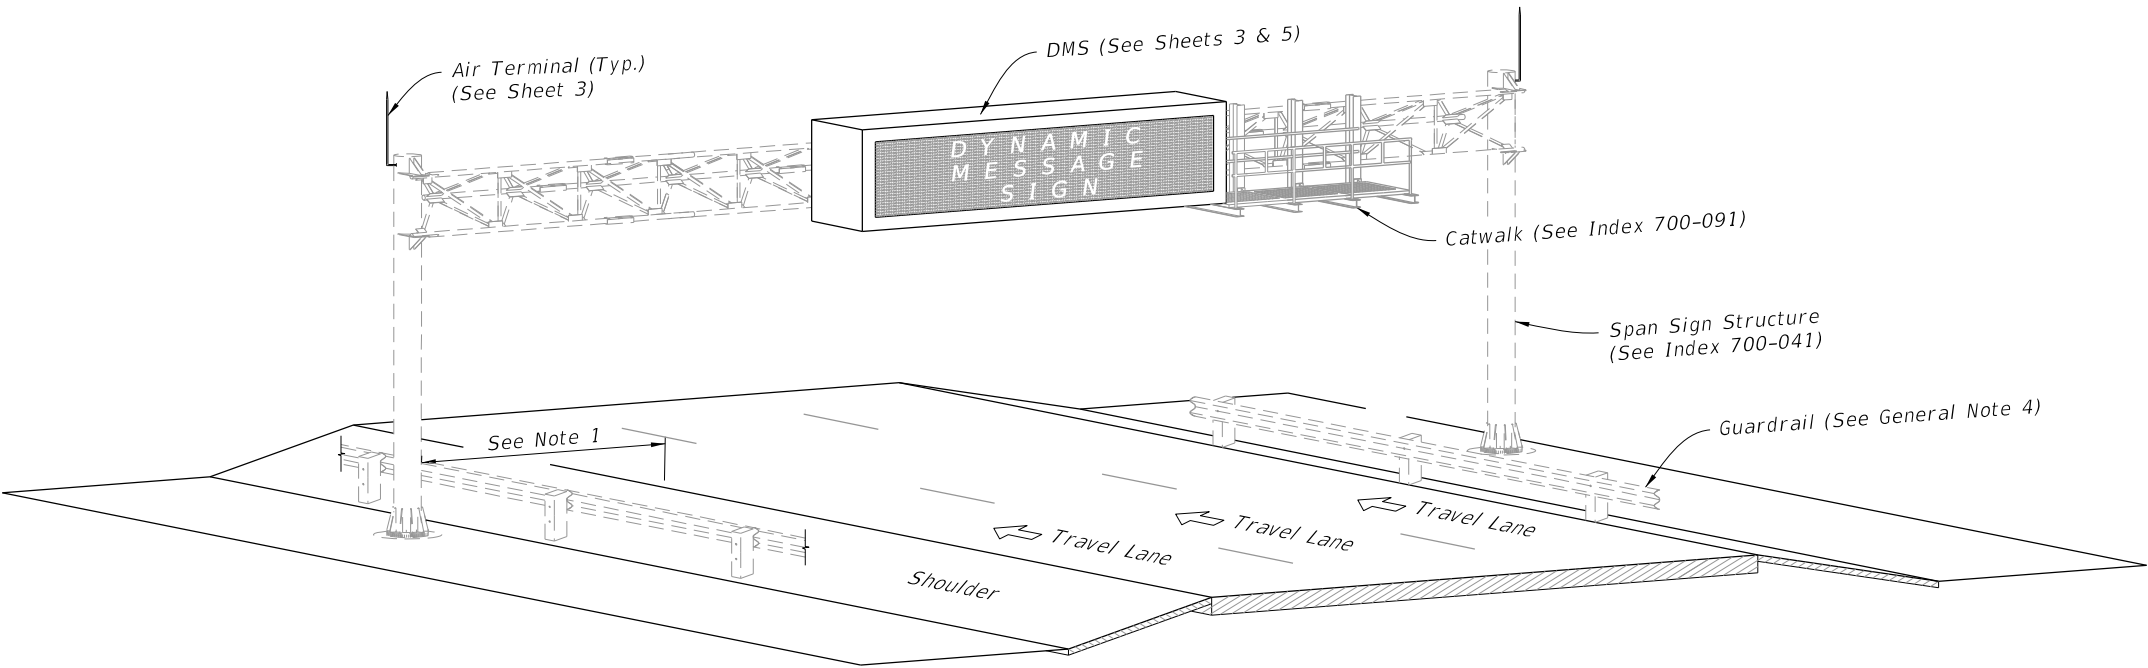 DMS (See Sheets 3 & 5)
Air Terminal (Typ.)
(See Sheet 3)
DYNAMIC
MESSAGE
SIGN
Catwalk (See Index 700-091)
Span Sign Structure
(See Index 700-041)
Guardrail (See General Note 4)
See Note 1
Travel Lane
Travel Lane
Travel Lane
Shoulder